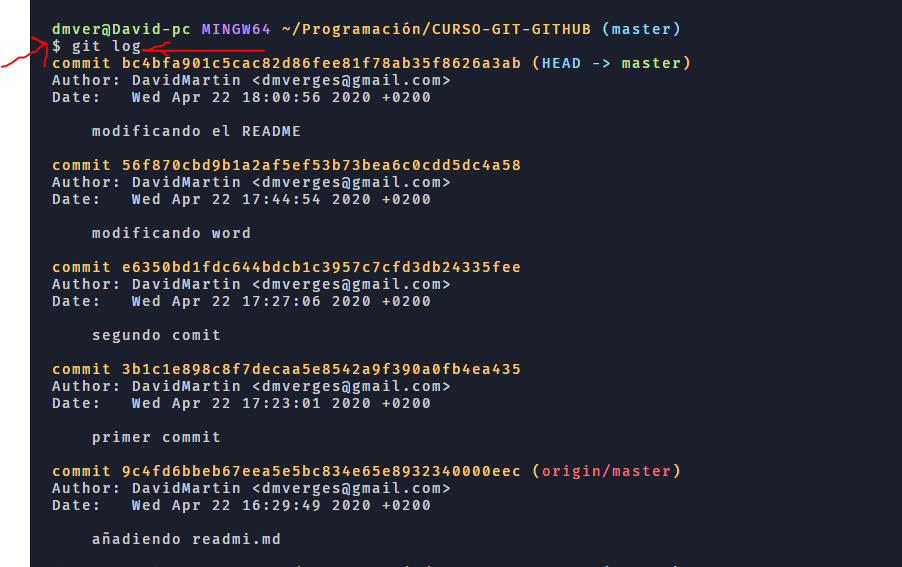 dmver@David-pc MINGW64 ~/Programación/CURSO-GIT-GITHUB (master)
$ git log
commit bc4bfa901c5cac82d86fee81f78ab35f8626a3ab (HEAD -> master)
Author: DavidMartin <dmverges@gmail.com>
Date:   Wed Apr 22 18:00:56 2020 +0200
modificando el README
commit 56f870cbd9b1a2af5ef53b73bea6c0cdd5dc4a58
Author: DavidMartin <dmverges@gmail.com>
Date:   Wed Apr 22 17:44:54 2020 +0200
modificando word
commit e6350bd1fdc644bdcb1c3957c7cfd3db24335fee
Author: DavidMartin <dmverges@gmail.com>
Date:   Wed Apr 22 17:27:06 2020 +0200
segundo comit
commit 3b1c1e898c8f7decaa5e8542a9f390a0fb4ea435
Author: DavidMartin <dmverges@gmail.com>
Date:   Wed Apr 22 17:23:01 2020 +0200
primer commit
commit 9c4fd6bbeb67eea5e5bc834e65e8932340000eec (origin/master)
Author: DavidMartin <dmverges@gmail.com>
Date:   Wed Apr 22 16:29:49 2020 +0200
añadiendo readmi.md